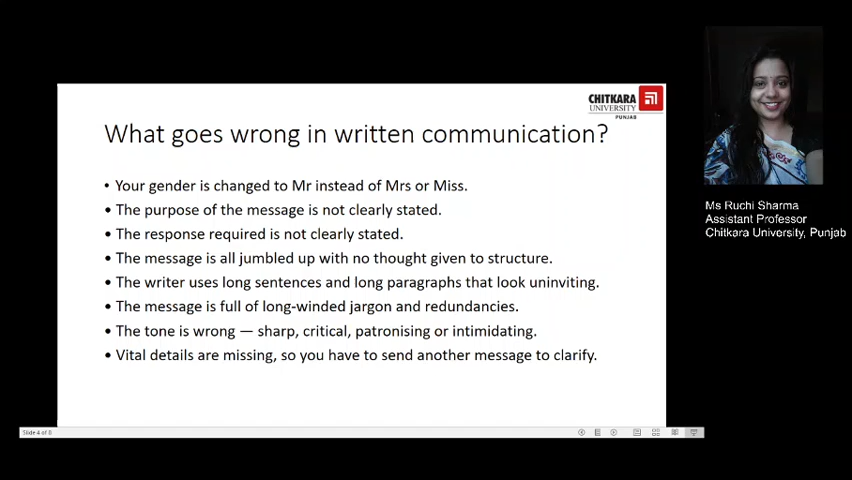 CHITKARA
UNIVERSITY
PUNJAB
What goes wrong in written communication?
• Your gender is changed to Mr instead of Mrs or Miss.
• The purpose of the message is not clearly stated.
• The response required is not clearly stated.
• The message is all jumbled up with no thought given to structure.
• The writer uses long sentences and long paragraphs that look uninviting.
• The message is full of long-winded jargon and redundancies.
• The tone is wrong — sharp, critical, patronising or intimidating.
• Vital details are missing, so you have to send another message to clarify.
Ms Ruchi Sharma
Assistant Professor
Chitkara University, Punjab
Slide 4 of 8